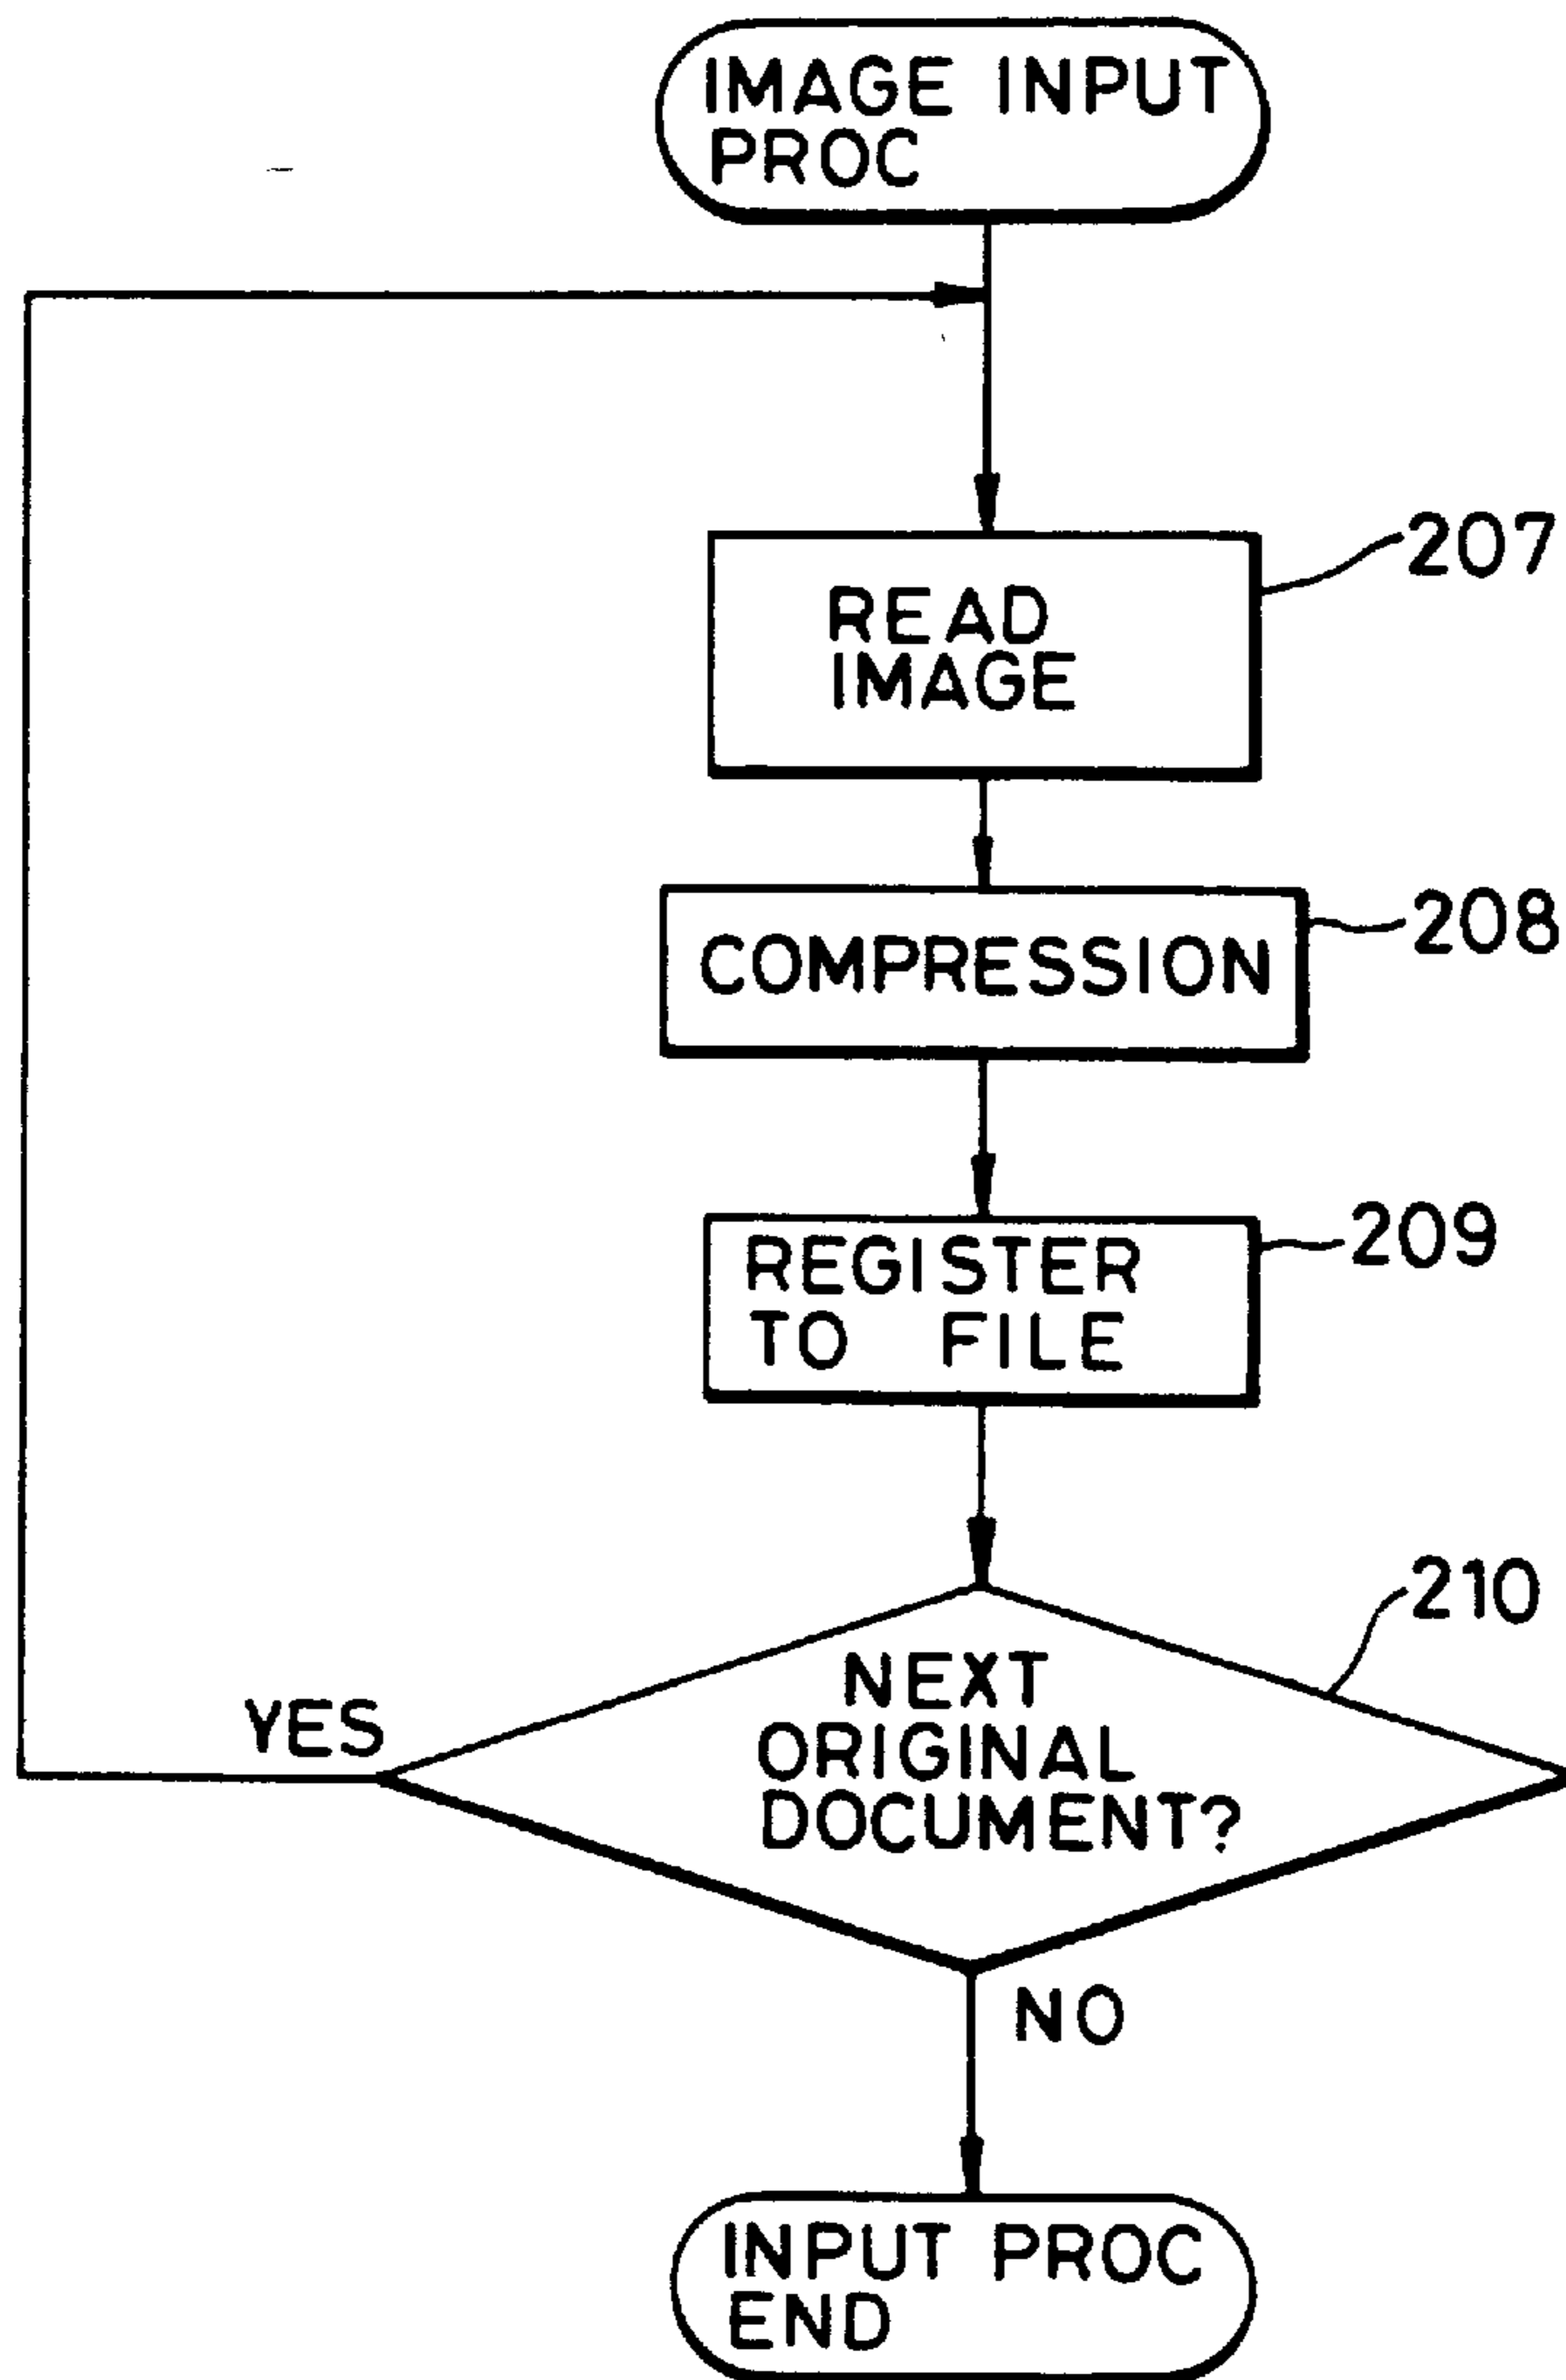 IMAGE INPUT
PROC
207
READ
IMAGE
208
COMPRESSION
209
REGISTER
TO FILE
210
NEXT
ORIGINAL
DOCUMENT?
YES
NO
INPUT PROC
END